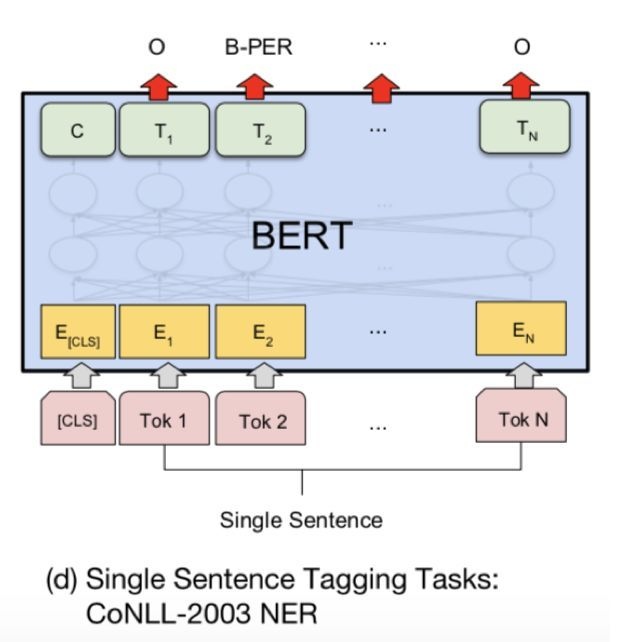 O B-PER ... O
C T1 T2 ... TN
...
BERT
...
E[CLS] E1 E2 ... EN
[CLS] Tok 1 Tok 2 ... Tok N
Single Sentence
(d) Single Sentence Tagging Tasks:
CoNLL-2003 NER